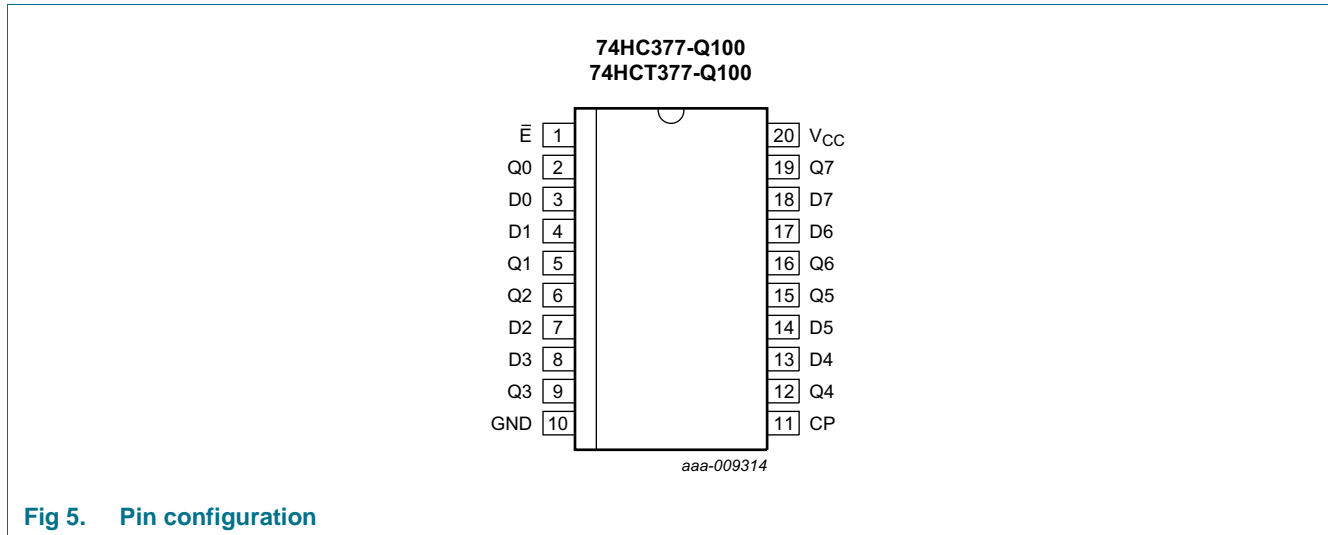 74HC377-Q100
74HCT377-Q100
Ē 1 20 VCC
Q0 2 19 Q7
D0 3 18 D7
D1 4 17 D6
Q1 5 16 Q6
Q2 6 15 Q5
D2 7 14 D5
D3 8 13 D4
Q3 9 12 Q4
GND 10 11 CP
aaa-009314
Fig 5. Pin configuration